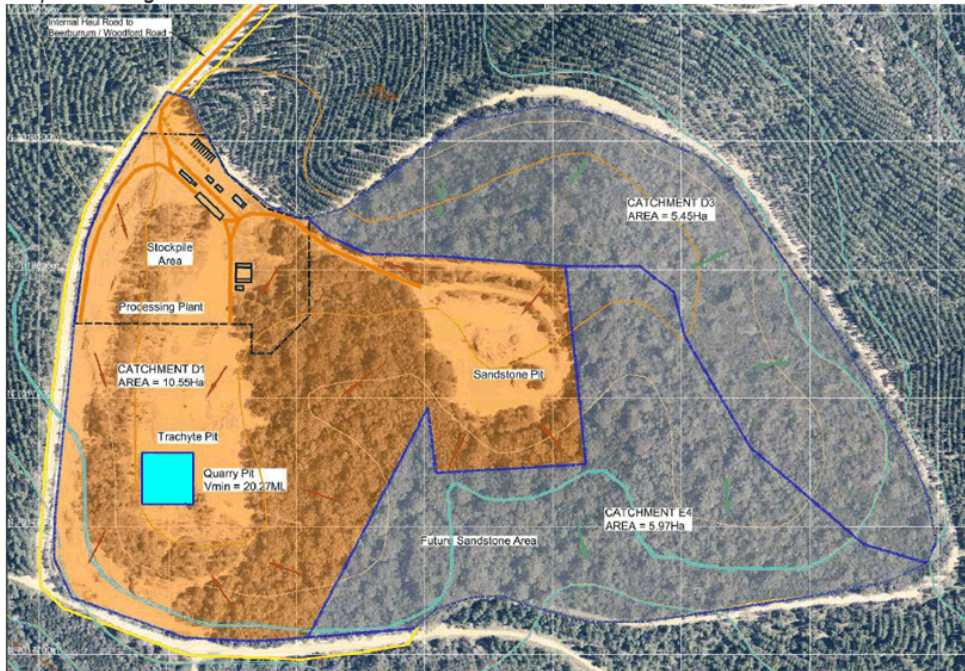 Internal Haul Road to
Beerburrum / Woodford Road
CATCHMENT D3
AREA = 5.45Ha
Stockpile
Area
Processing Plant
CATCHMENT D1
AREA = 10.55Ha
Sandstone Pit
Trachyte Pit
Quarry Pit
Vmin = 20.27ML
CATCHMENT E4
AREA = 5.97Ha
Future Sandstone Area